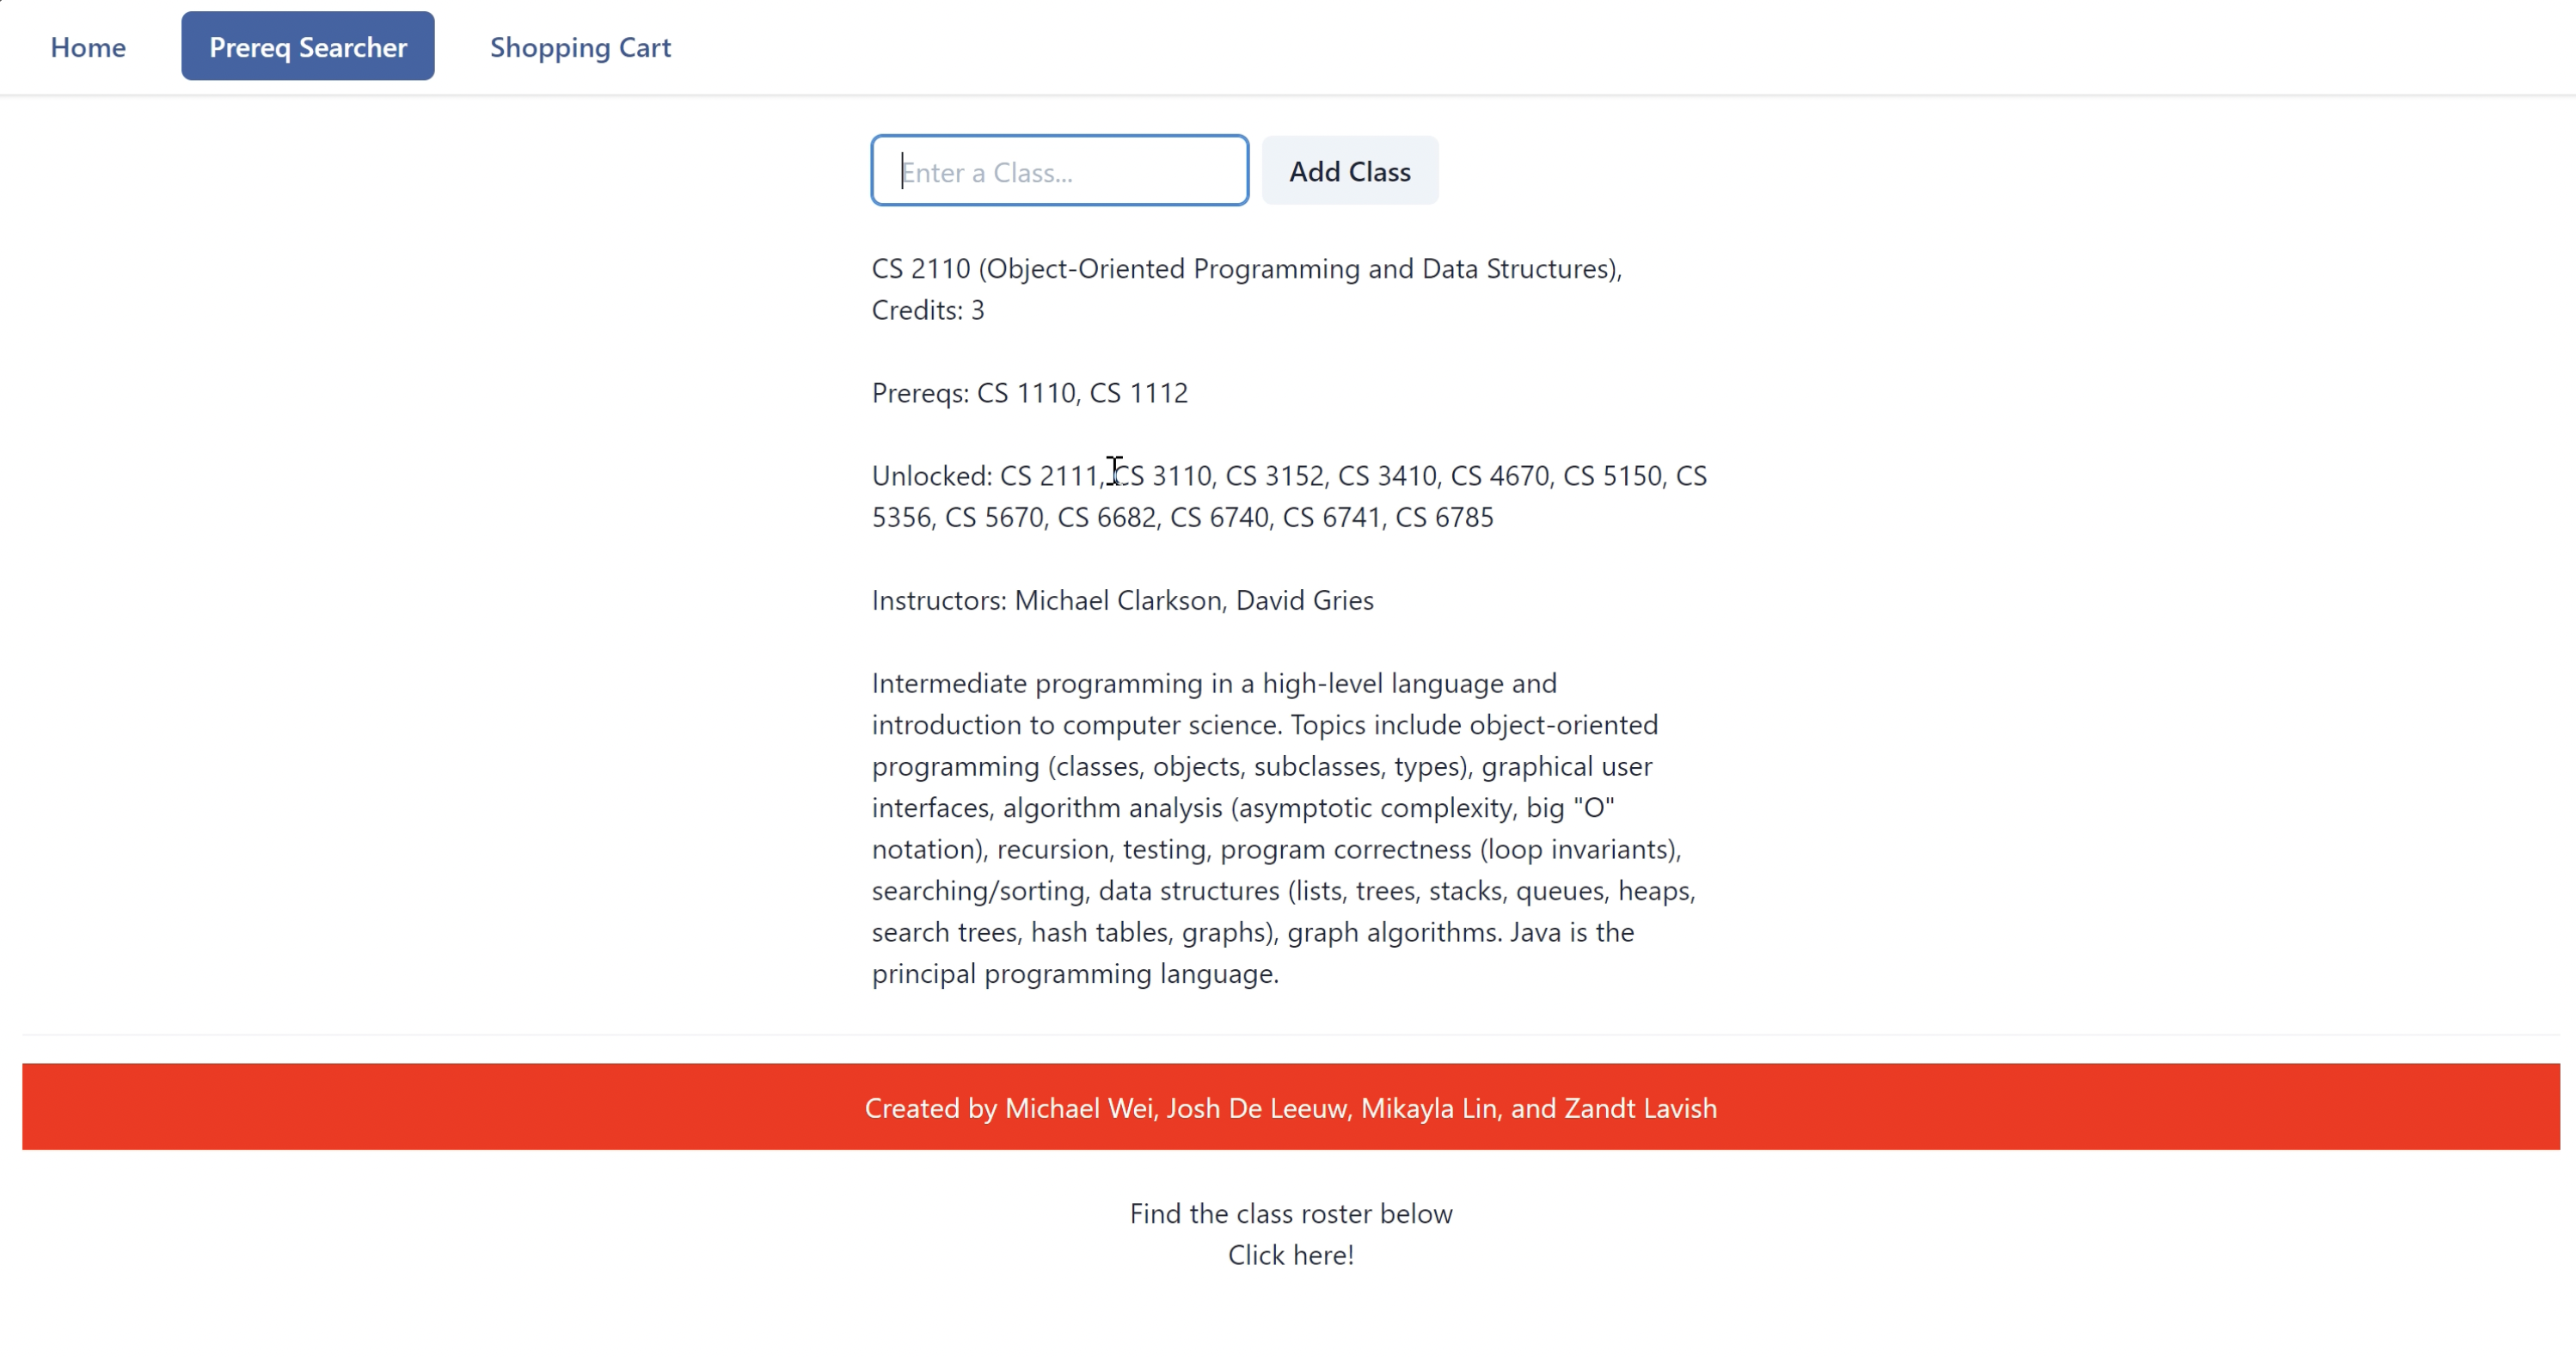 Home Prereq Searcher Shopping Cart
Enter a Class... Add Class
CS 2110 (Object-Oriented Programming and Data Structures),
Credits: 3
Prereqs: CS 1110, CS 1112
Unlocked: CS 2111, CS 3110, CS 3152, CS 3410, CS 4670, CS 5150, CS
5356, CS 5670, CS 6682, CS 6740, CS 6741, CS 6785
Instructors: Michael Clarkson, David Gries
Intermediate programming in a high-level language and
introduction to computer science. Topics include object-oriented
programming (classes, objects, subclasses, types), graphical user
interfaces, algorithm analysis (asymptotic complexity, big "O"
notation), recursion, testing, program correctness (loop invariants),
searching/sorting, data structures (lists, trees, stacks, queues, heaps,
search trees, hash tables, graphs), graph algorithms. Java is the
principal programming language.
Created by Michael Wei, Josh De Leeuw, Mikayla Lin, and Zandt Lavish
Find the class roster below
Click here!